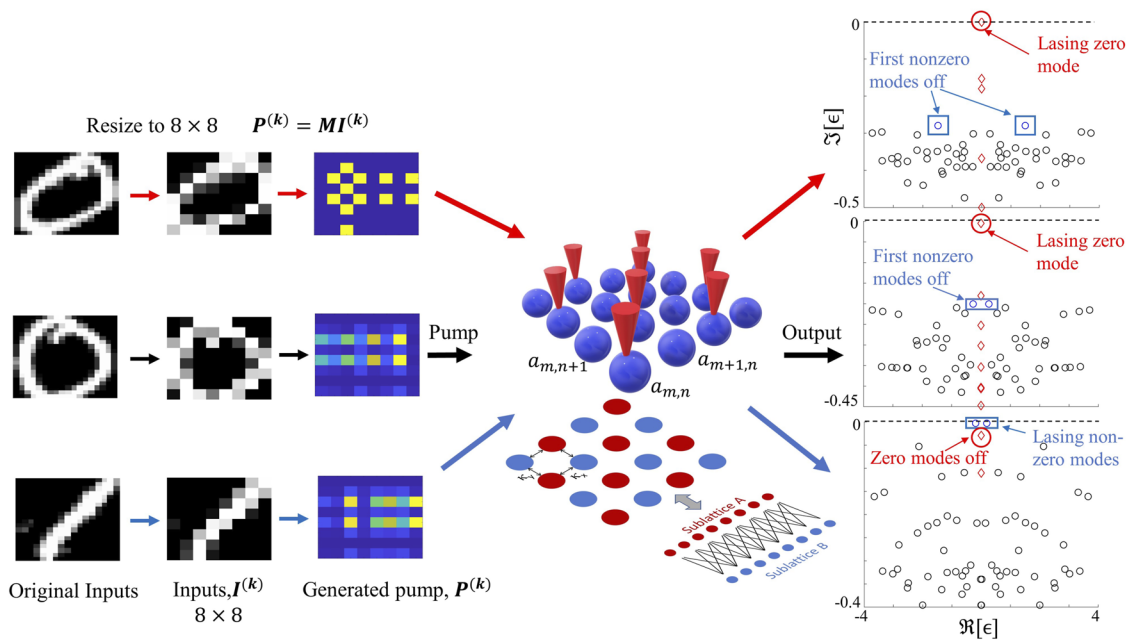 Resize to 8 × 8
P^(k) = MI^(k)
Original Inputs
Inputs, I^(k)
8 × 8
Generated pump, P^(k)
Pump
a_{m,n+1}
a_{m+1,n}
a_{m,n}
Sublattice A
Sublattice B
Output
0
Lasing zero
mode
First nonzero
modes off
ℑ[ϵ]
-0.5
0
Lasing zero
mode
First nonzero
modes off
-0.45
0
Lasing non-
zero modes
Zero modes off
-0.4
-4
0
4
ℜ[ϵ]